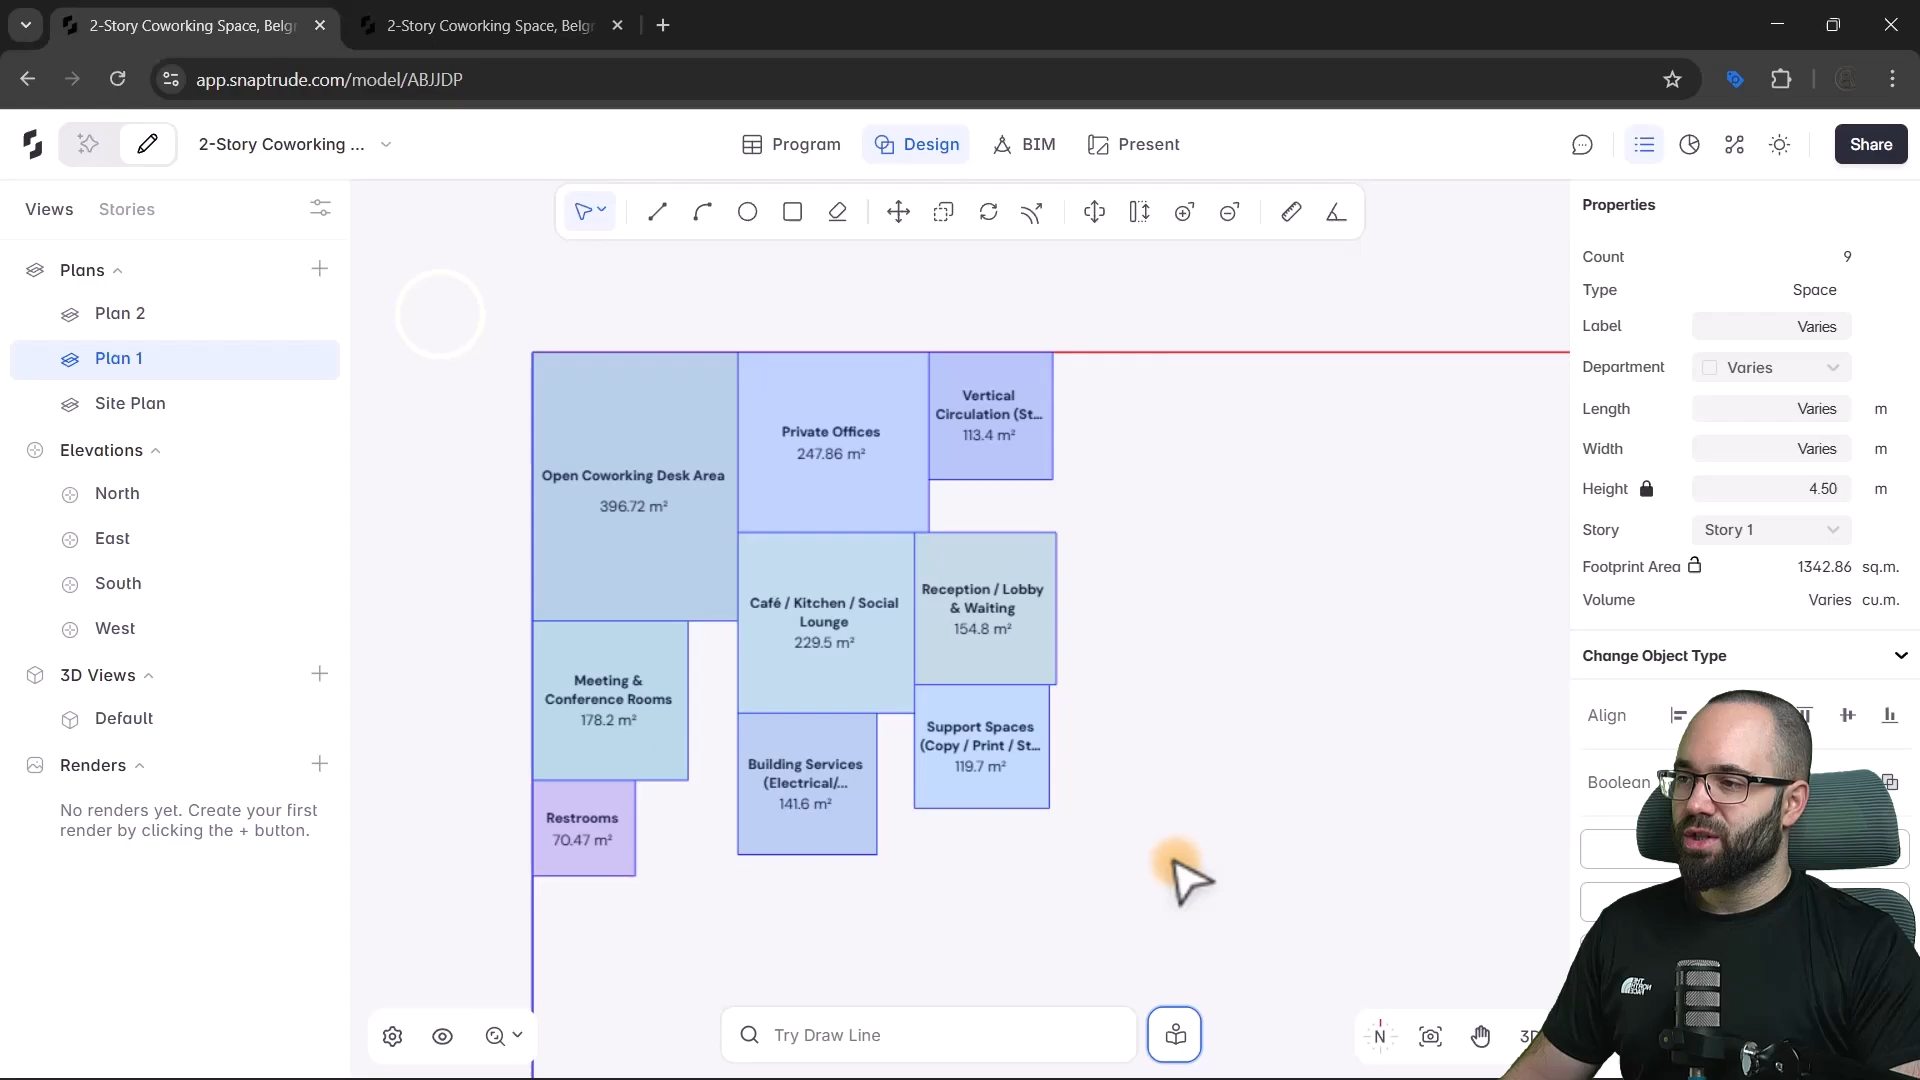 2-Story Coworking Space, Belgr
2-Story Coworking Space, Belgr
app.snaptrude.com/model/ABJJDP
2-Story Coworking ...
Program
Design
BIM
Present
Share
Views
Stories
Plans
Plan 2
Plan 1
Site Plan
Elevations
North
East
South
West
3D Views
Default
Renders
No renders yet. Create your first
render by clicking the + button.
Open Coworking Desk Area
396.72 m²
Private Offices
247.86 m²
Vertical
Circulation (St...
113.4 m²
Café / Kitchen / Social
Lounge
229.5 m²
Reception / Lobby
& Waiting
154.8 m²
Meeting &
Conference Rooms
178.2 m²
Building Services
(Electrical/...
141.6 m²
Support Spaces
(Copy / Print / St...
119.7 m²
Restrooms
70.47 m²
Try Draw Line
N
3D
Properties
Count 9
Type Space
Label Varies
Department Varies
Length Varies m
Width Varies m
Height 4.50 m
Story Story 1
Footprint Area 1342.86 sq.m.
Volume Varies cu.m.
Change Object Type
Align
Boolean
THE
NORTH
FACE